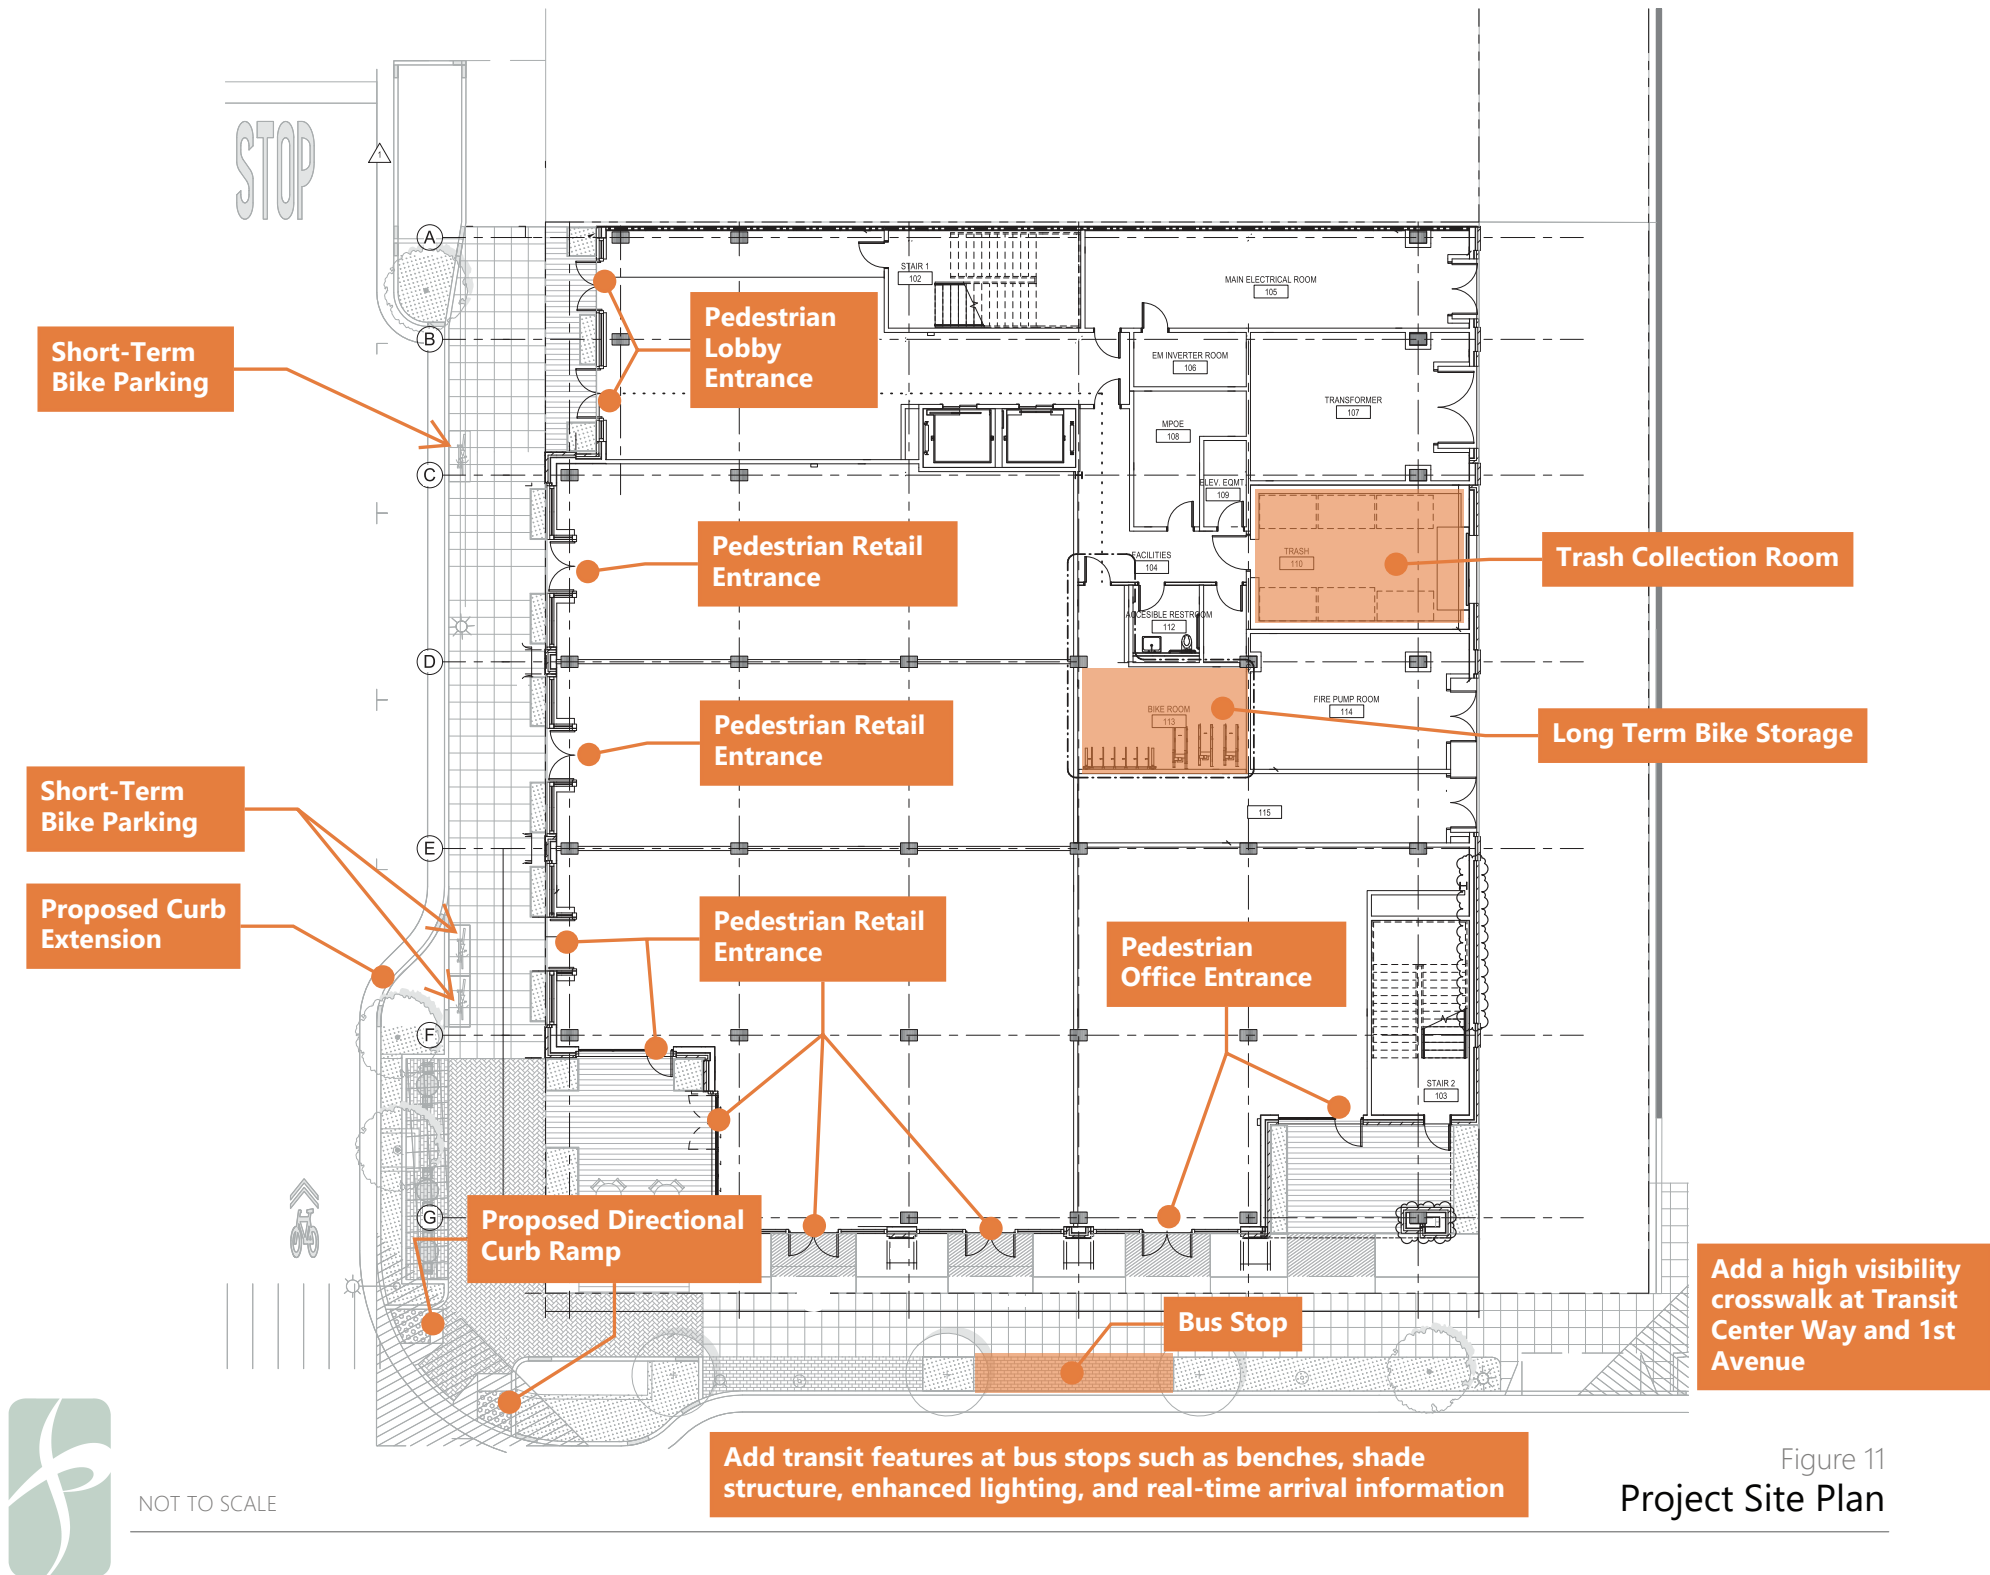 STOP
1
A
STAIR 1
102
MAIN ELECTRICAL ROOM
105
Pedestrian
Lobby
Entrance
B
Short-Term
Bike Parking
EM INVERTER ROOM
106
TRANSFORMER
107
MPOE
108
C
ELEV. EQMT
109
Pedestrian Retail
Entrance
TRASH
110
Trash Collection Room
FACILITIES
104
ACCESIBLE RESTROOM
112
D
Pedestrian Retail
Entrance
BIKE ROOM
113
FIRE PUMP ROOM
114
Long Term Bike Storage
Short-Term
Bike Parking
115
E
Proposed Curb
Extension
Pedestrian Retail
Entrance
Pedestrian
Office Entrance
F
STAIR 2
103
G
Proposed Directional
Curb Ramp
Bus Stop
Add a high visibility
crosswalk at Transit
Center Way and 1st
Avenue
Add transit features at bus stops such as benches, shade
structure, enhanced lighting, and real-time arrival information
NOT TO SCALE
Figure 11
Project Site Plan